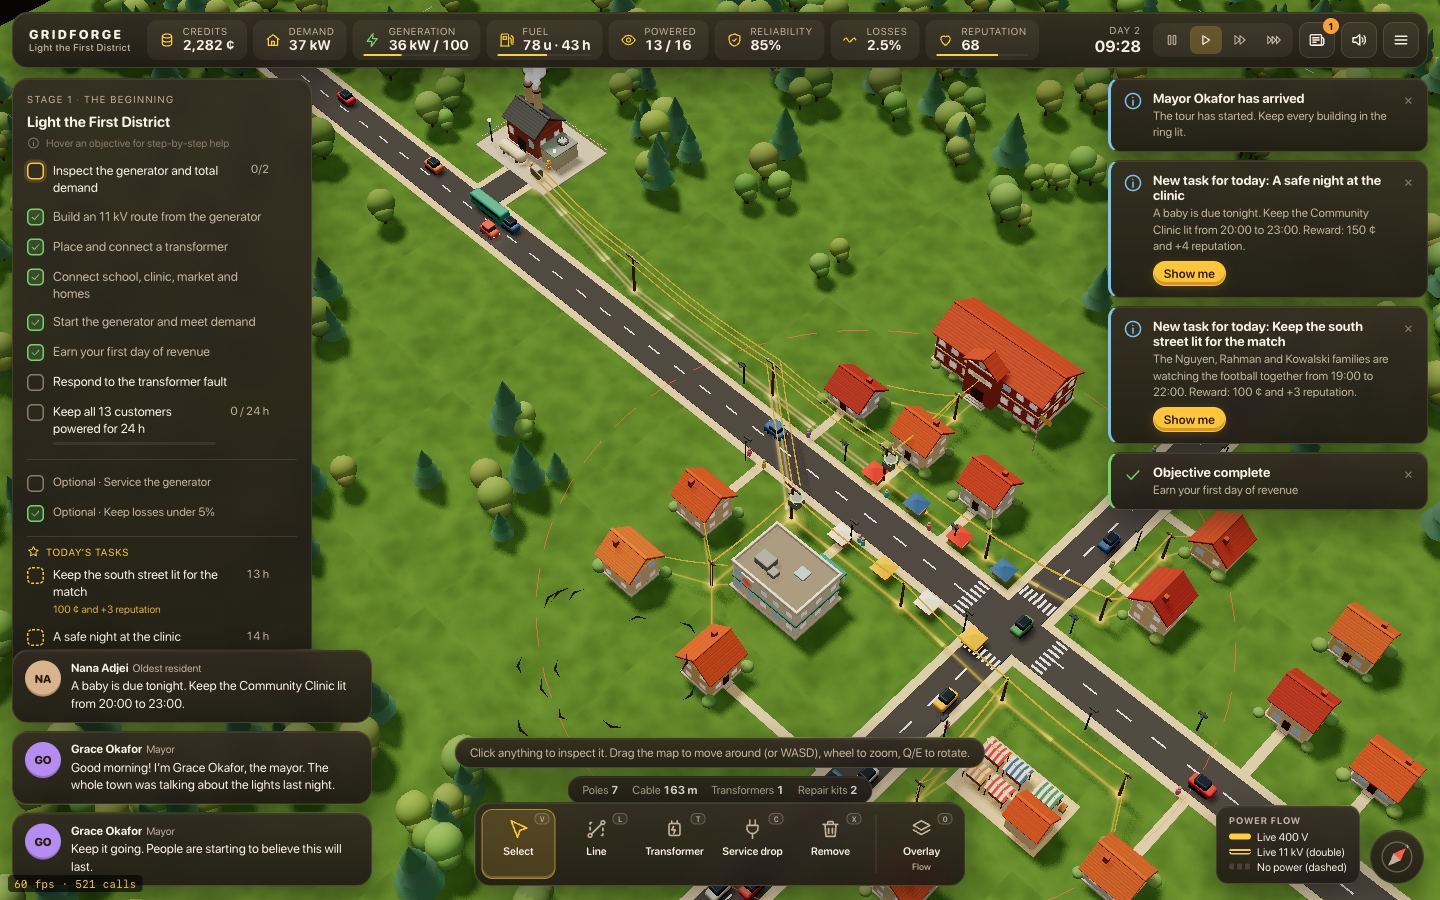 GRIDFORGE
Light the First District
CREDITS
2,282 ¢
DEMAND
37 kW
GENERATION
36 kW / 100
FUEL
78 u · 43 h
POWERED
13 / 16
RELIABILITY
85%
LOSSES
2.5%
REPUTATION
68
DAY 2
09:28
1
STAGE 1 · THE BEGINNING
Light the First District
Hover an objective for step-by-step help
Inspect the generator and total
demand
0/2
Build an 11 kV route from the generator
Place and connect a transformer
Connect school, clinic, market and
homes
Start the generator and meet demand
Earn your first day of revenue
Respond to the transformer fault
Keep all 13 customers
powered for 24 h
0 / 24 h
Optional · Service the generator
Optional · Keep losses under 5%
TODAY'S TASKS
Keep the south street lit for the
match
13 h
100 ¢ and +3 reputation
A safe night at the clinic
14 h
NA
Nana Adjei Oldest resident
A baby is due tonight. Keep the Community Clinic lit
from 20:00 to 23:00.
GO
Grace Okafor Mayor
Good morning! I'm Grace Okafor, the mayor. The
whole town was talking about the lights last night.
GO
Grace Okafor Mayor
Keep it going. People are starting to believe this will
last.
60 fps · 521 calls
Mayor Okafor has arrived
The tour has started. Keep every building in the
ring lit.
New task for today: A safe night at the
clinic
A baby is due tonight. Keep the Community
Clinic lit from 20:00 to 23:00. Reward: 150 ¢
and +4 reputation.
Show me
New task for today: Keep the south
street lit for the match
The Nguyen, Rahman and Kowalski families are
watching the football together from 19:00 to
22:00. Reward: 100 ¢ and +3 reputation.
Show me
Objective complete
Earn your first day of revenue
Click anything to inspect it. Drag the map to move around (or WASD), wheel to zoom, Q/E to rotate.
Poles 7 Cable 163 m Transformers 1 Repair kits 2
V
Select
L
Line
T
Transformer
C
Service drop
X
Remove
O
Overlay
Flow
POWER FLOW
Live 400 V
Live 11 kV (double)
No power (dashed)